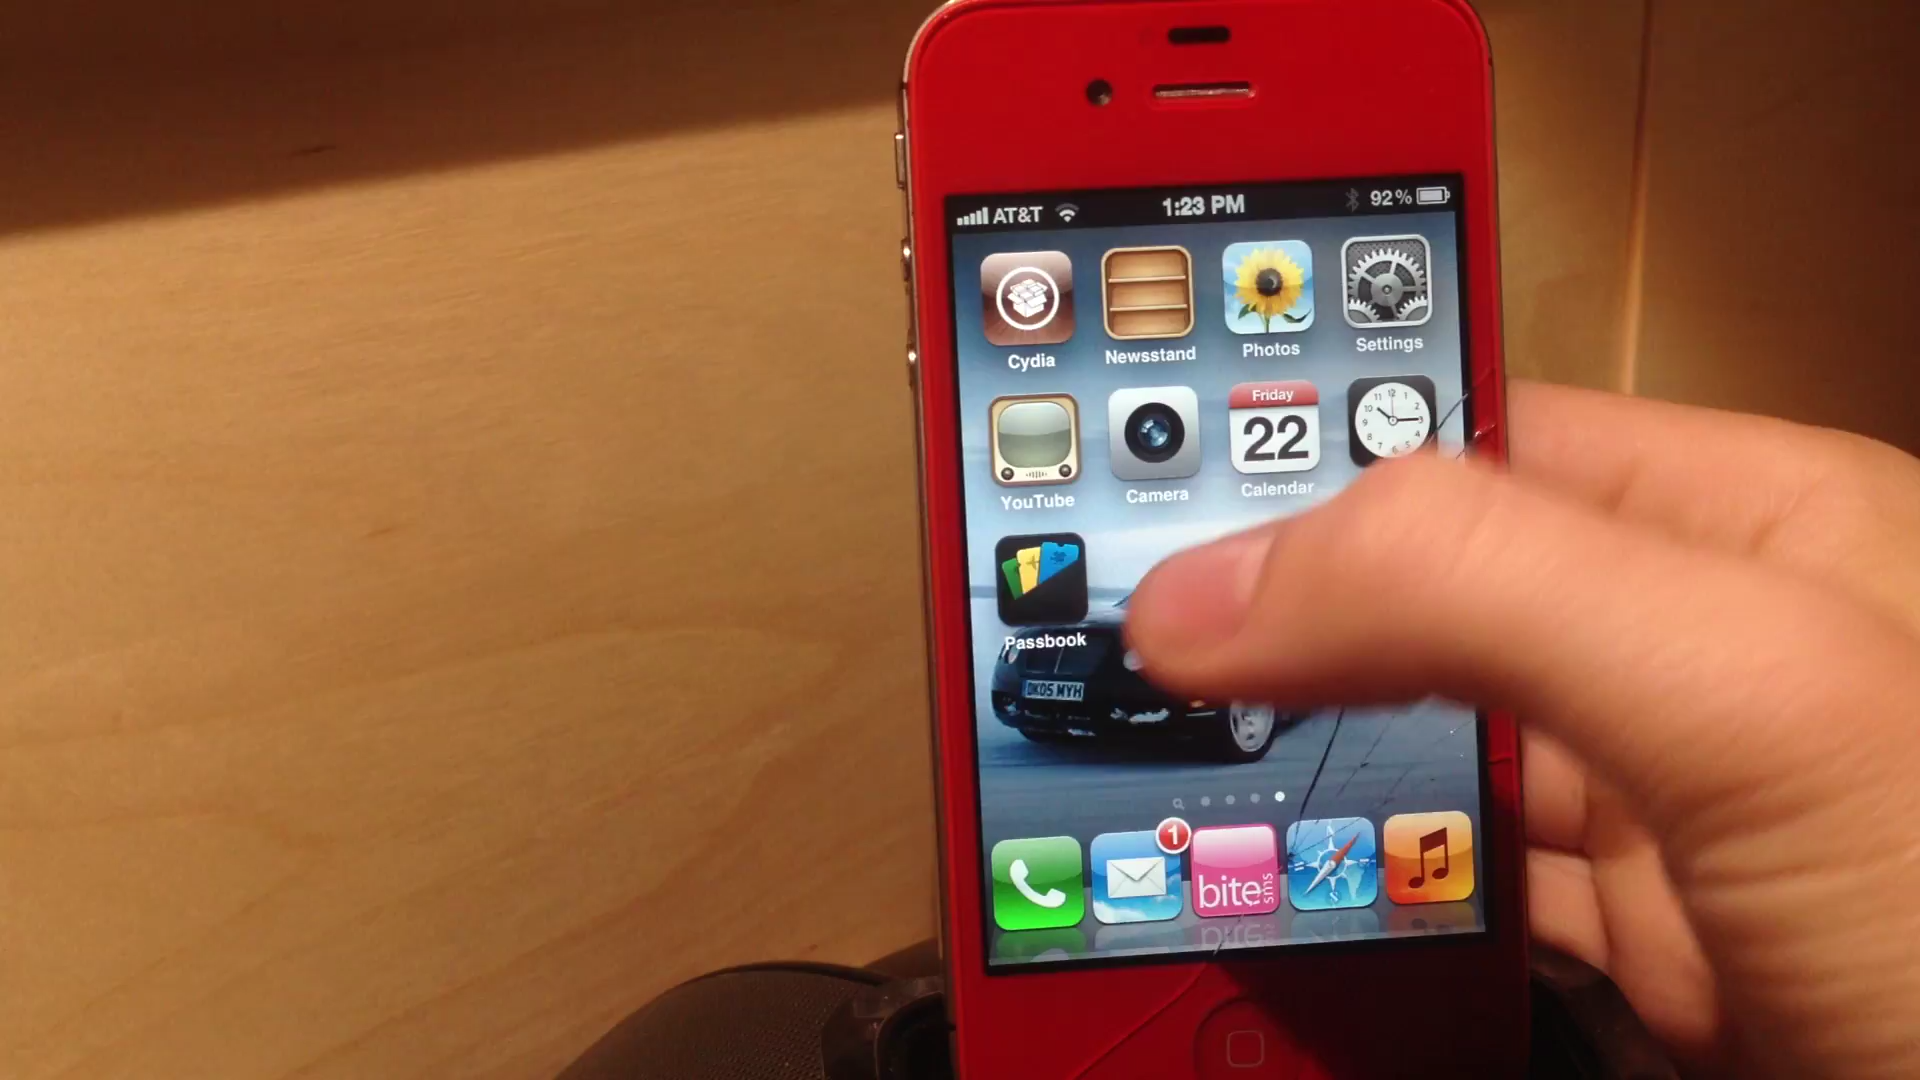 AT&T 1:23 PM 92%
Cydia Newsstand Photos Settings
Friday
22
YouTube Camera Calendar
Passbook
DK05 MYH
1
bite sms